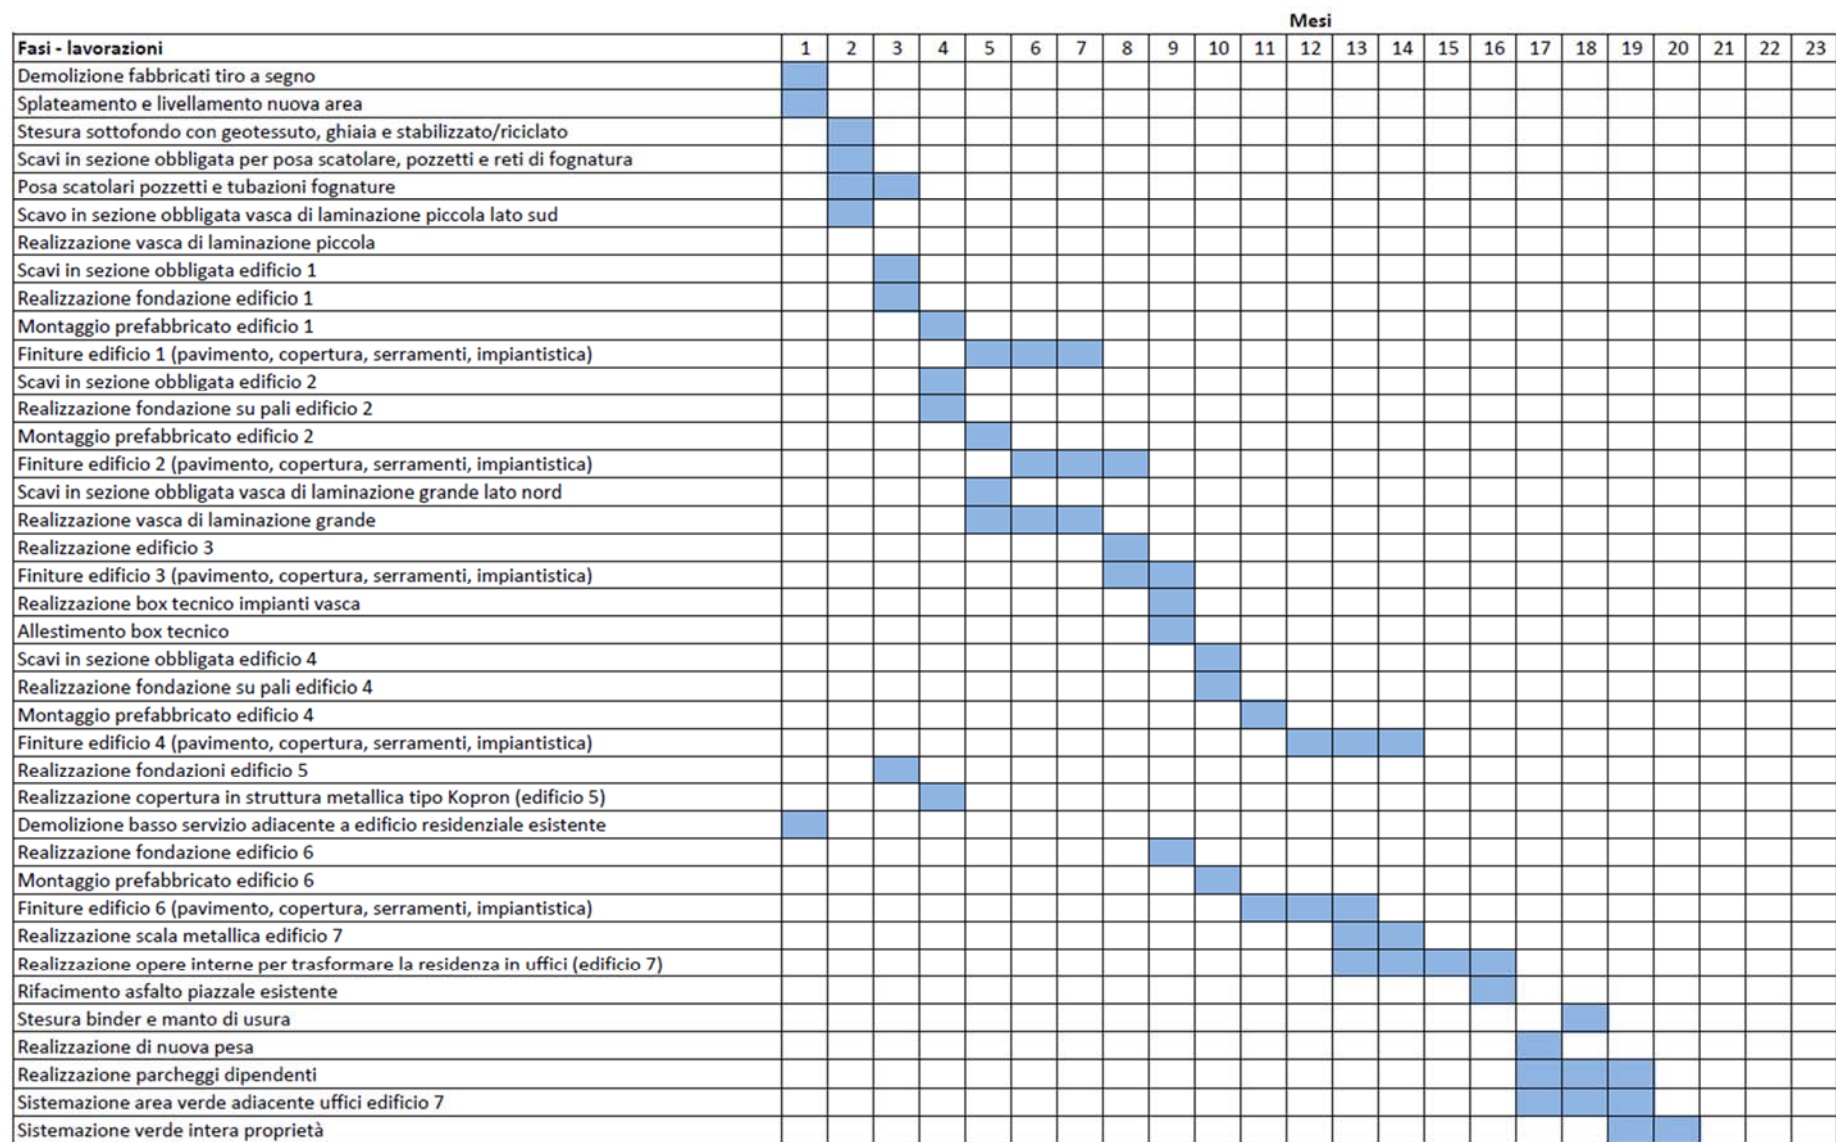 Mesi
Fasi - lavorazioni 1 2 3 4 5 6 7 8 9 10 11 12 13 14 15 16 17 18 19 20 21 22 23
Demolizione fabbricati tiro a segno
Splateamento e livellamento nuova area
Stesura sottofondo con geotessuto, ghiaia e stabilizzato/riciclato
Scavi in sezione obbligata per posa scatolare, pozzetti e reti di fognatura
Posa scatolari pozzetti e tubazioni fognature
Scavo in sezione obbligata vasca di laminazione piccola lato sud
Realizzazione vasca di laminazione piccola
Scavi in sezione obbligata edificio 1
Realizzazione fondazione edificio 1
Montaggio prefabbricato edificio 1
Finiture edificio 1 (pavimento, copertura, serramenti, impiantistica)
Scavi in sezione obbligata edificio 2
Realizzazione fondazione su pali edificio 2
Montaggio prefabbricato edificio 2
Finiture edificio 2 (pavimento, copertura, serramenti, impiantistica)
Scavi in sezione obbligata vasca di laminazione grande lato nord
Realizzazione vasca di laminazione grande
Realizzazione edificio 3
Finiture edificio 3 (pavimento, copertura, serramenti, impiantistica)
Realizzazione box tecnico impianti vasca
Allestimento box tecnico
Scavi in sezione obbligata edificio 4
Realizzazione fondazione su pali edificio 4
Montaggio prefabbricato edificio 4
Finiture edificio 4 (pavimento, copertura, serramenti, impiantistica)
Realizzazione fondazioni edificio 5
Realizzazione copertura in struttura metallica tipo Kopron (edificio 5)
Demolizione basso servizio adiacente a edificio residenziale esistente
Realizzazione fondazione edificio 6
Montaggio prefabbricato edificio 6
Finiture edificio 6 (pavimento, copertura, serramenti, impiantistica)
Realizzazione scala metallica edificio 7
Realizzazione opere interne per trasformare la residenza in uffici (edificio 7)
Rifacimento asfalto piazzale esistente
Stesura binder e manto di usura
Realizzazione di nuova pesa
Realizzazione parcheggi dipendenti
Sistemazione area verde adiacente uffici edificio 7
Sistemazione verde intera proprietà